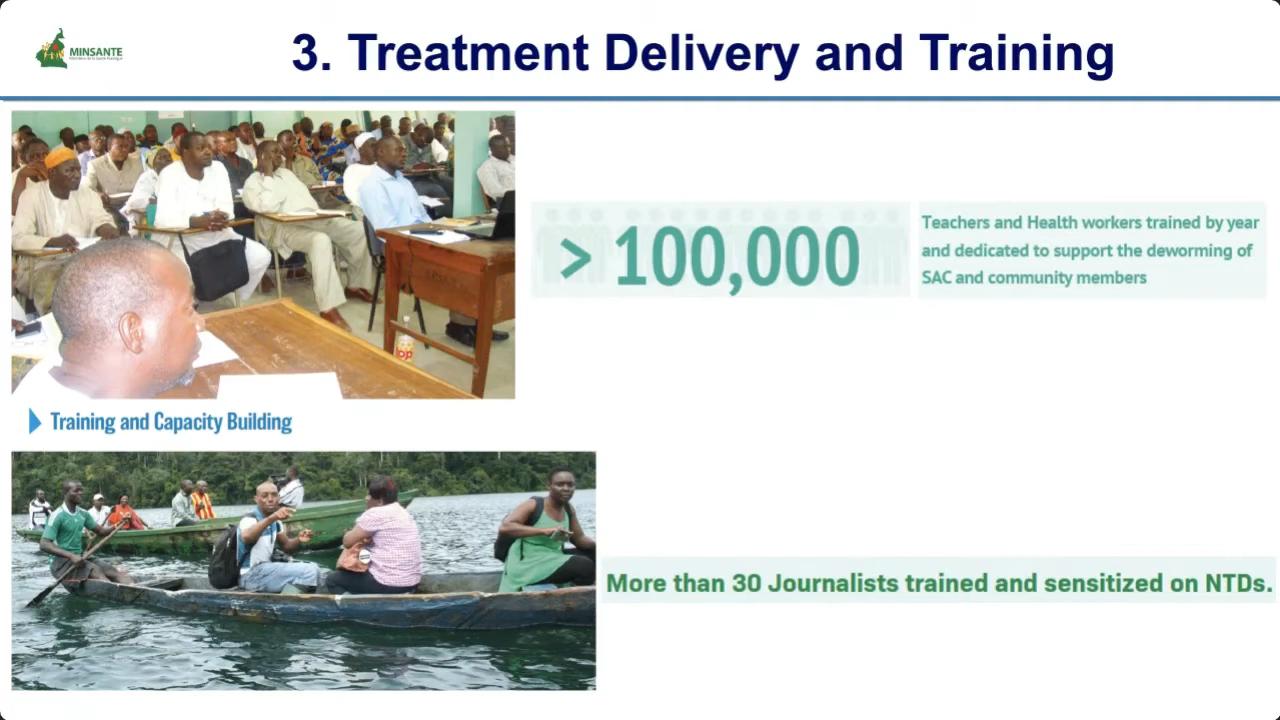 MINSANTE
3. Treatment Delivery and Training
> 100,000
Teachers and Health workers trained by year
and dedicated to support the deworming of
SAC and community members
Training and Capacity Building
More than 30 Journalists trained and sensitized on NTDs.